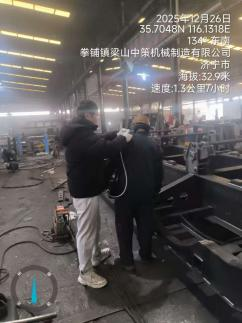 2025年12月26日
35.7048N 116.1318E
134° 东南
拳铺镇梁山中策机械制造有限公司
济宁市
海拔:32.9米
速度:1.3公里/小时